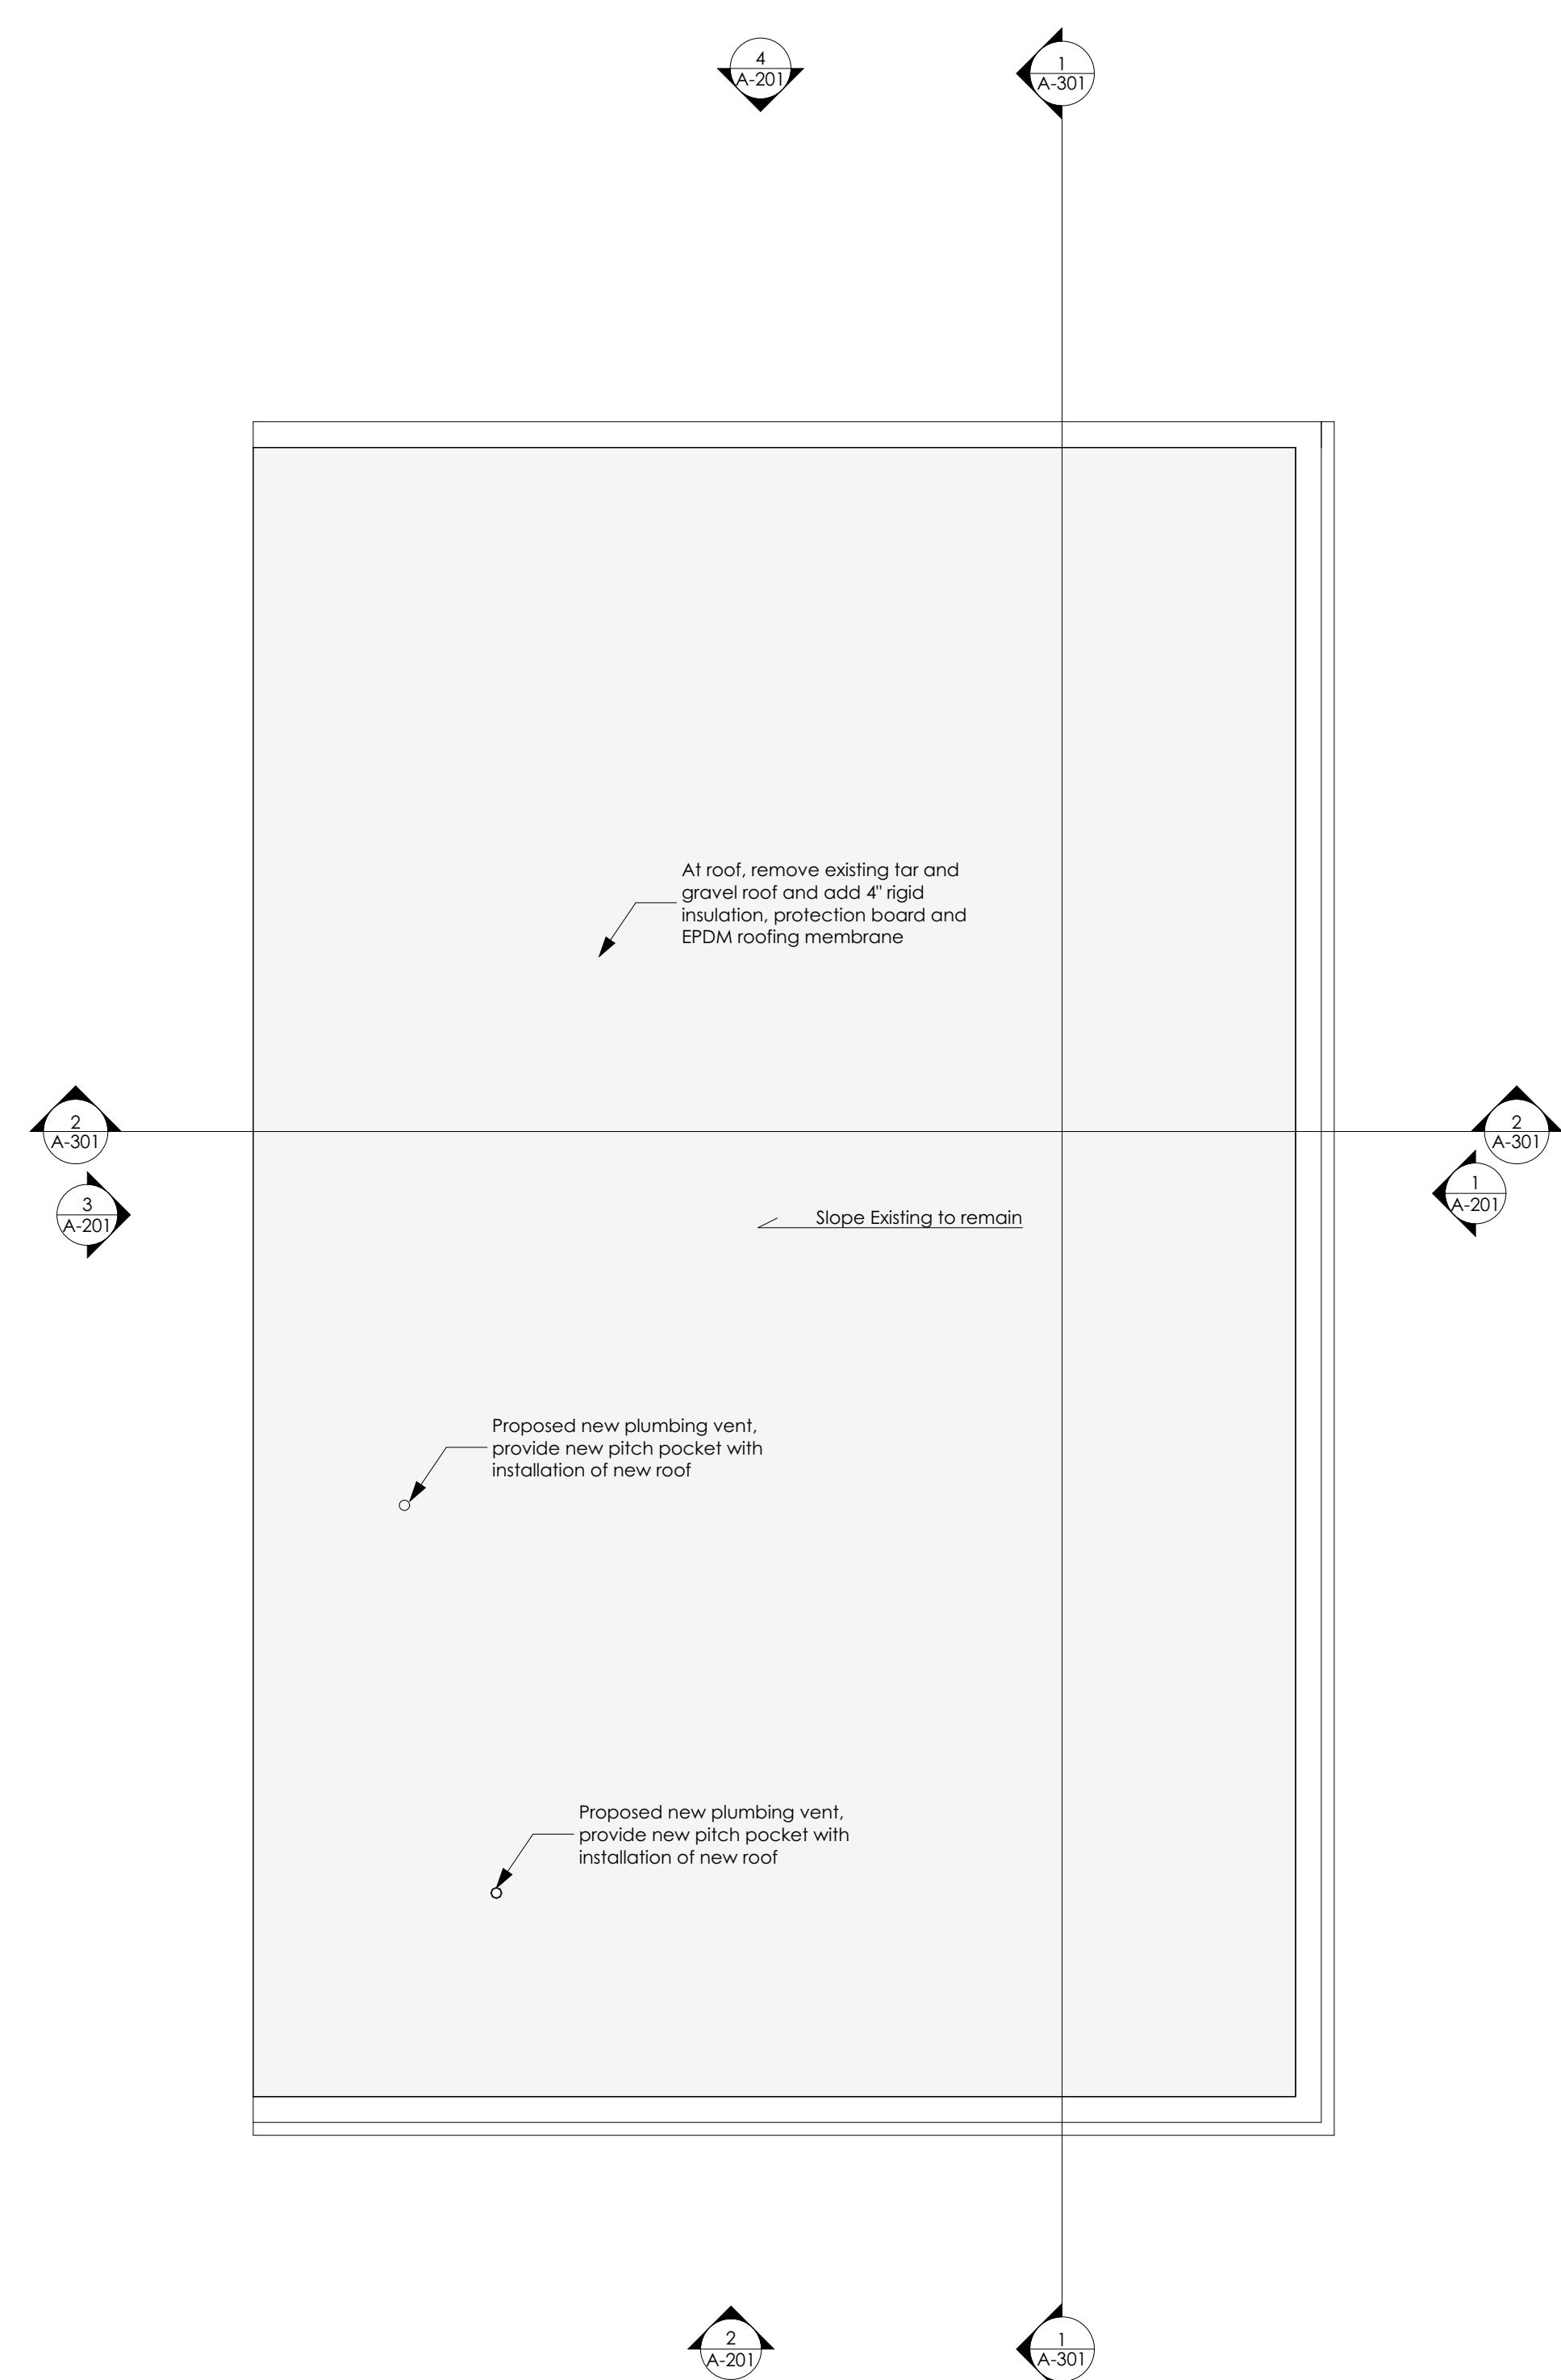 4
A-201
1
A-301
At roof, remove existing tar and
gravel roof and add 4" rigid
insulation, protection board and
EPDM roofing membrane
2
A-301
2
A-301
3
A-201
1
A-201
Slope Existing to remain
Proposed new plumbing vent,
provide new pitch pocket with
installation of new roof
Proposed new plumbing vent,
provide new pitch pocket with
installation of new roof
2
A-201
1
A-301